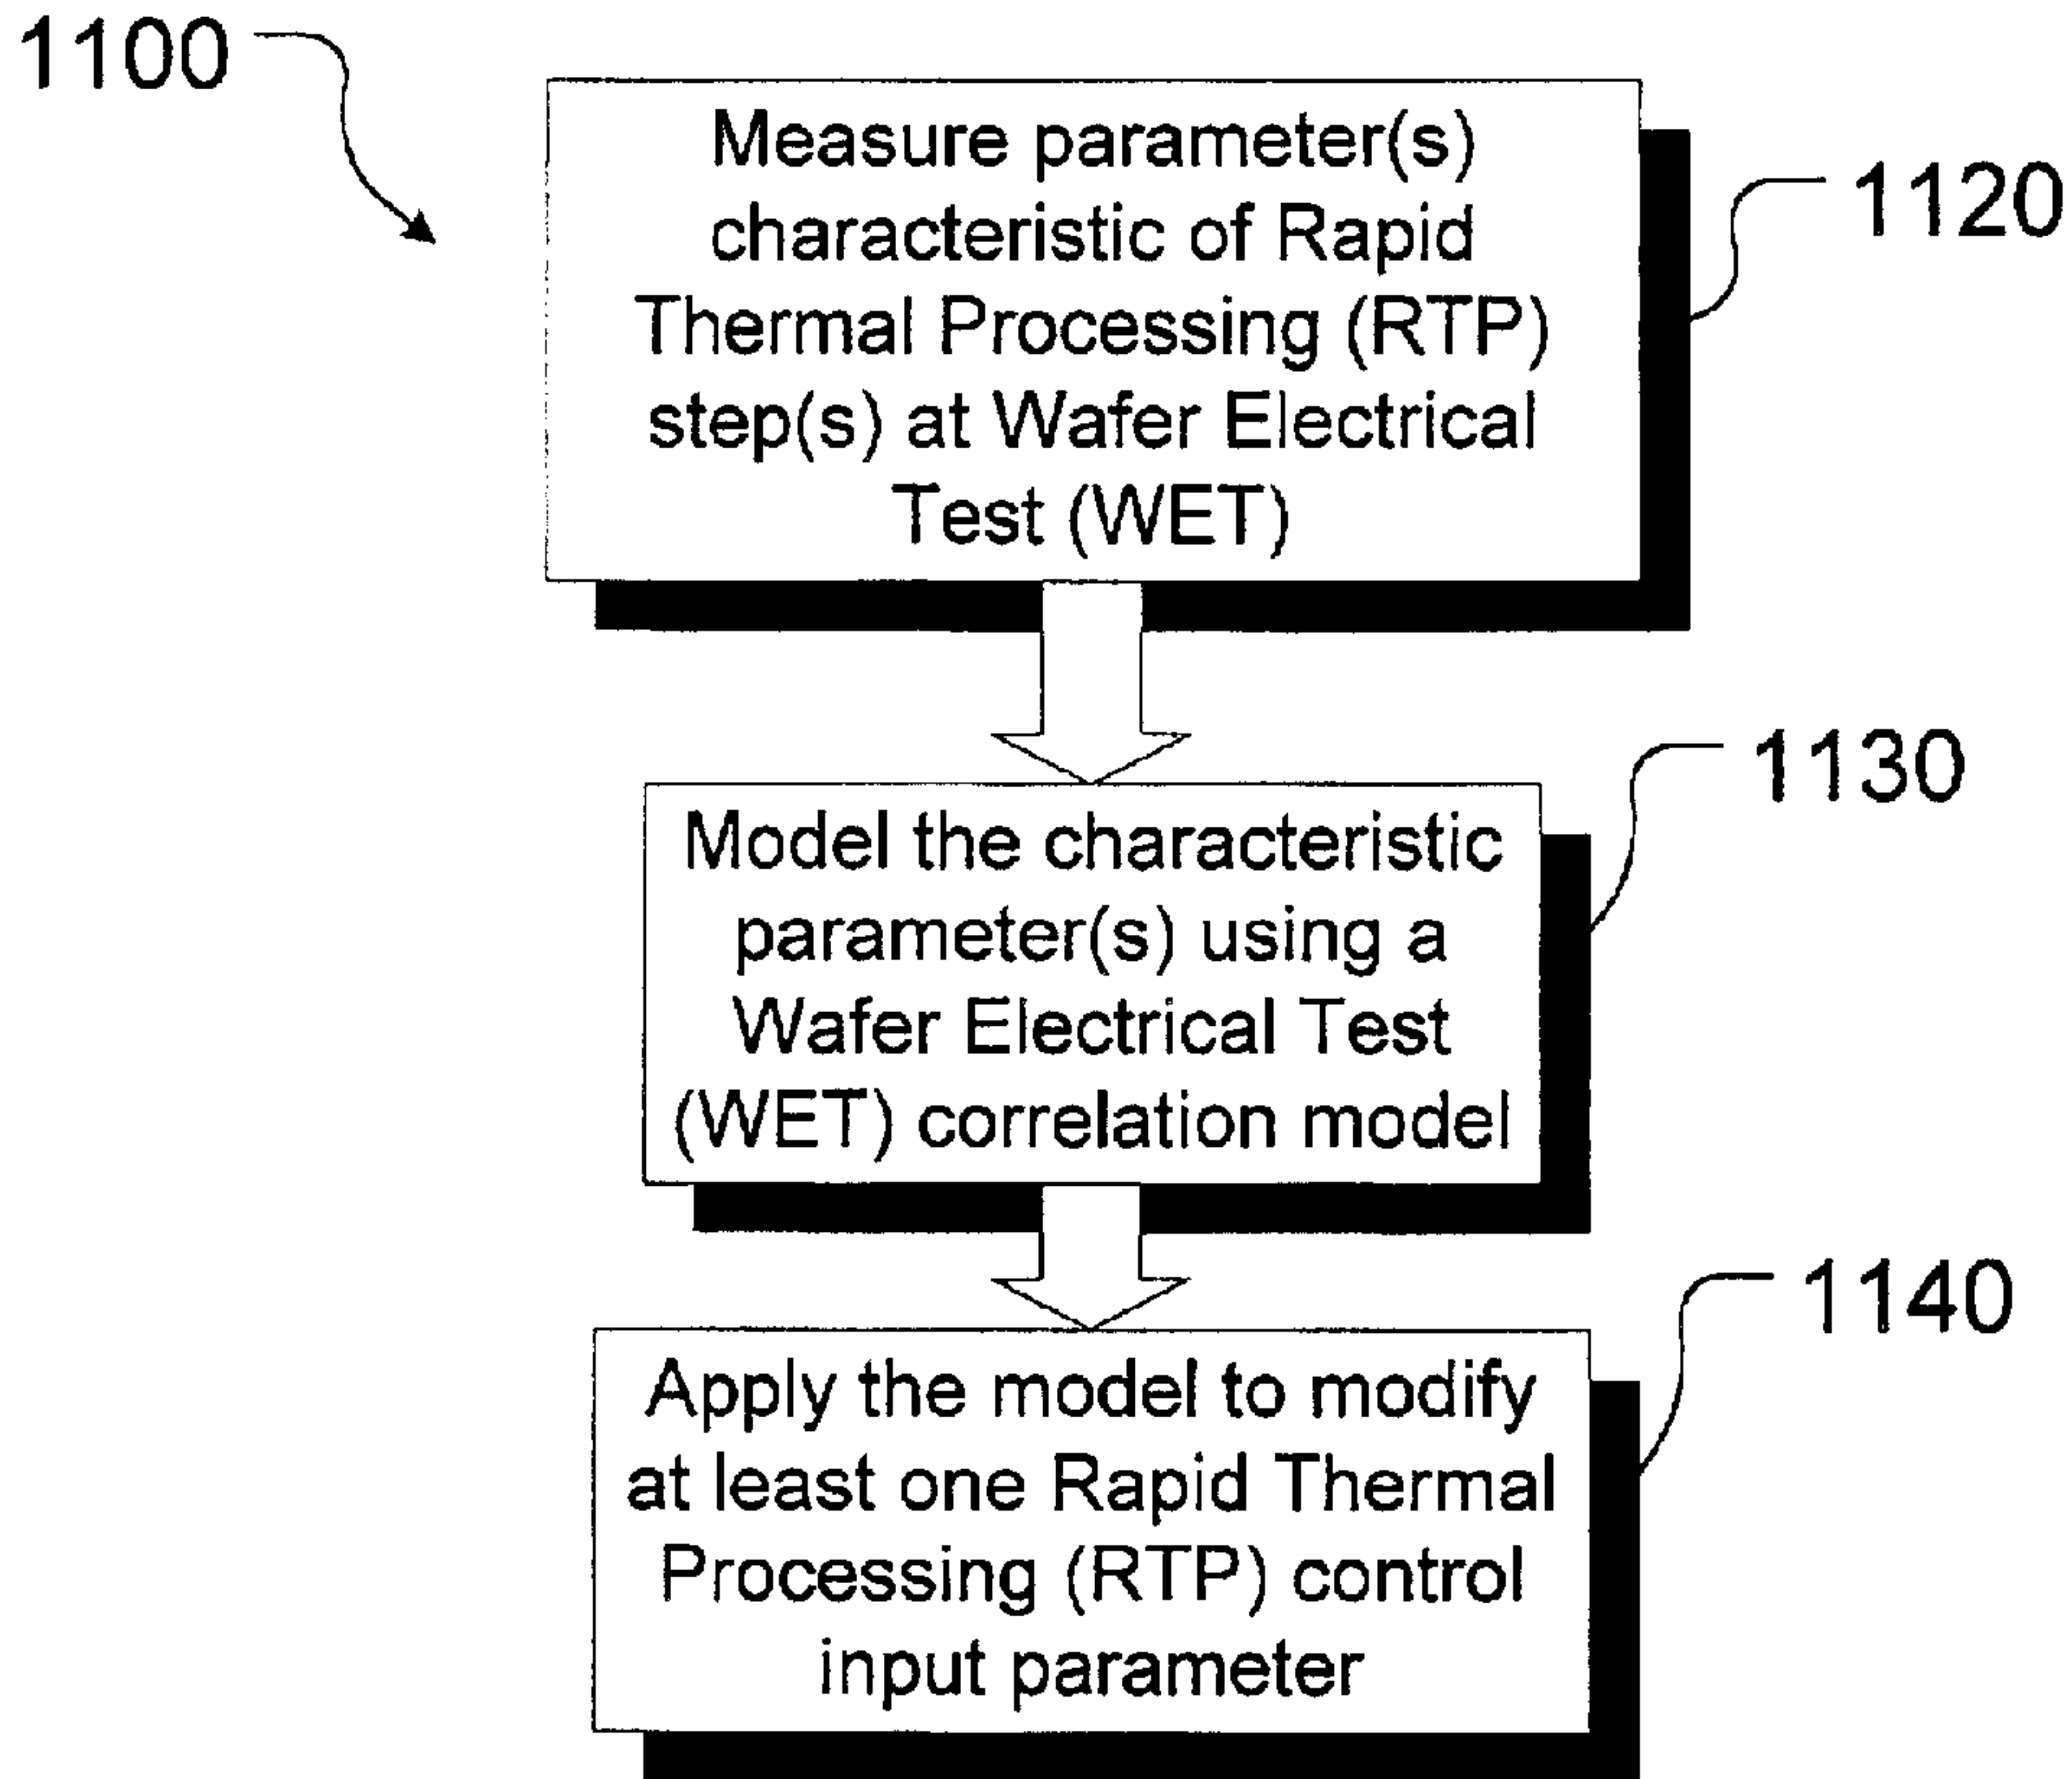 1100
Measure parameter(s)
characteristic of Rapid
Thermal Processing (RTP)
step(s) at Wafer Electrical
Test (WET)
1120
Model the characteristic
parameter(s) using a
Wafer Electrical Test
(WET) correlation model
1130
Apply the model to modify
at least one Rapid Thermal
Processing (RTP) control
input parameter
1140